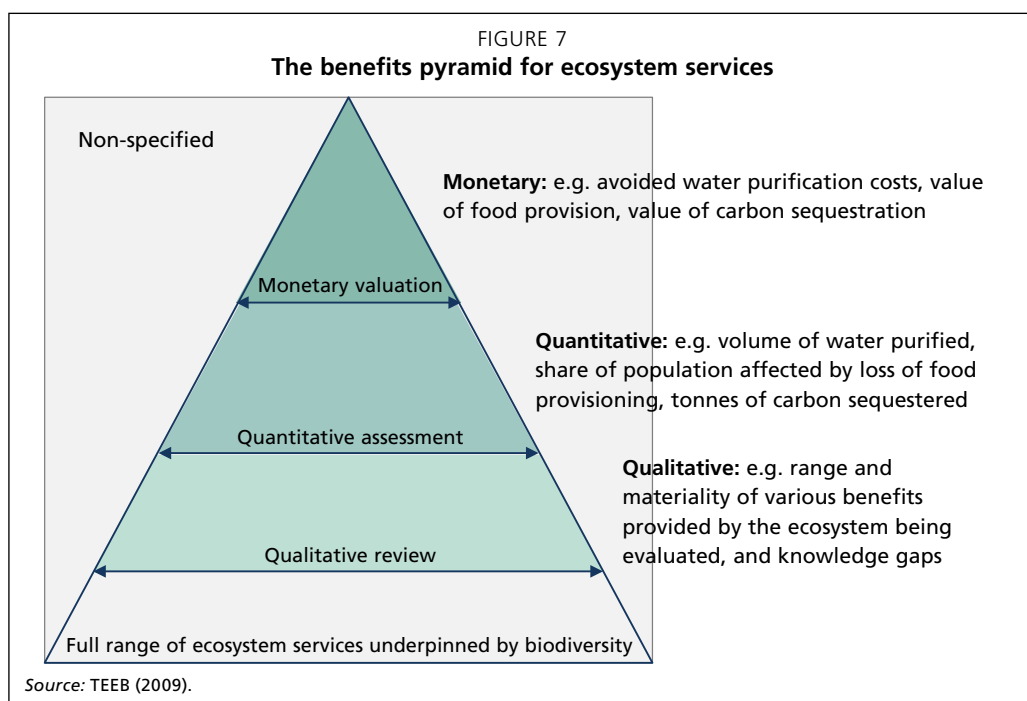 FIGURE 7
The benefits pyramid for ecosystem services
Non-specified
Monetary: e.g. avoided water purification costs, value
of food provision, value of carbon sequestration
Monetary valuation
Quantitative: e.g. volume of water purified,
share of population affected by loss of food
provisioning, tonnes of carbon sequestered
Quantitative assessment
Qualitative: e.g. range and
materiality of various benefits
provided by the ecosystem being
evaluated, and knowledge gaps
Qualitative review
Full range of ecosystem services underpinned by biodiversity
Source: TEEB (2009).